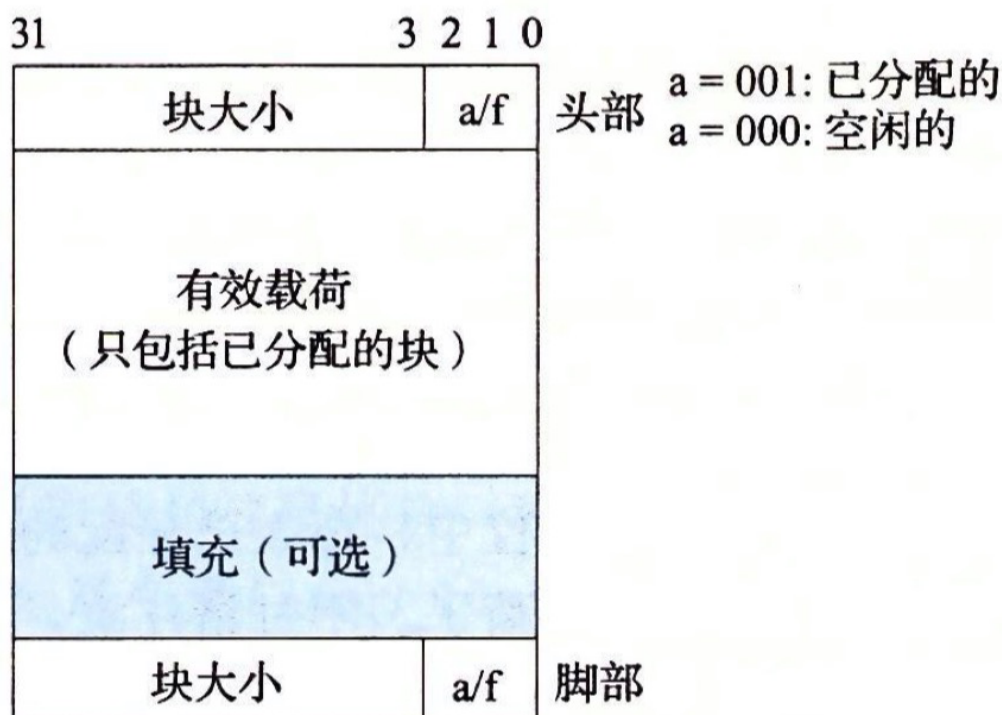 31 3 2 1 0
块大小 a/f 头部 a = 001: 已分配的
a = 000: 空闲的
有效载荷
（只包括已分配的块）
填充（可选）
块大小 a/f 脚部